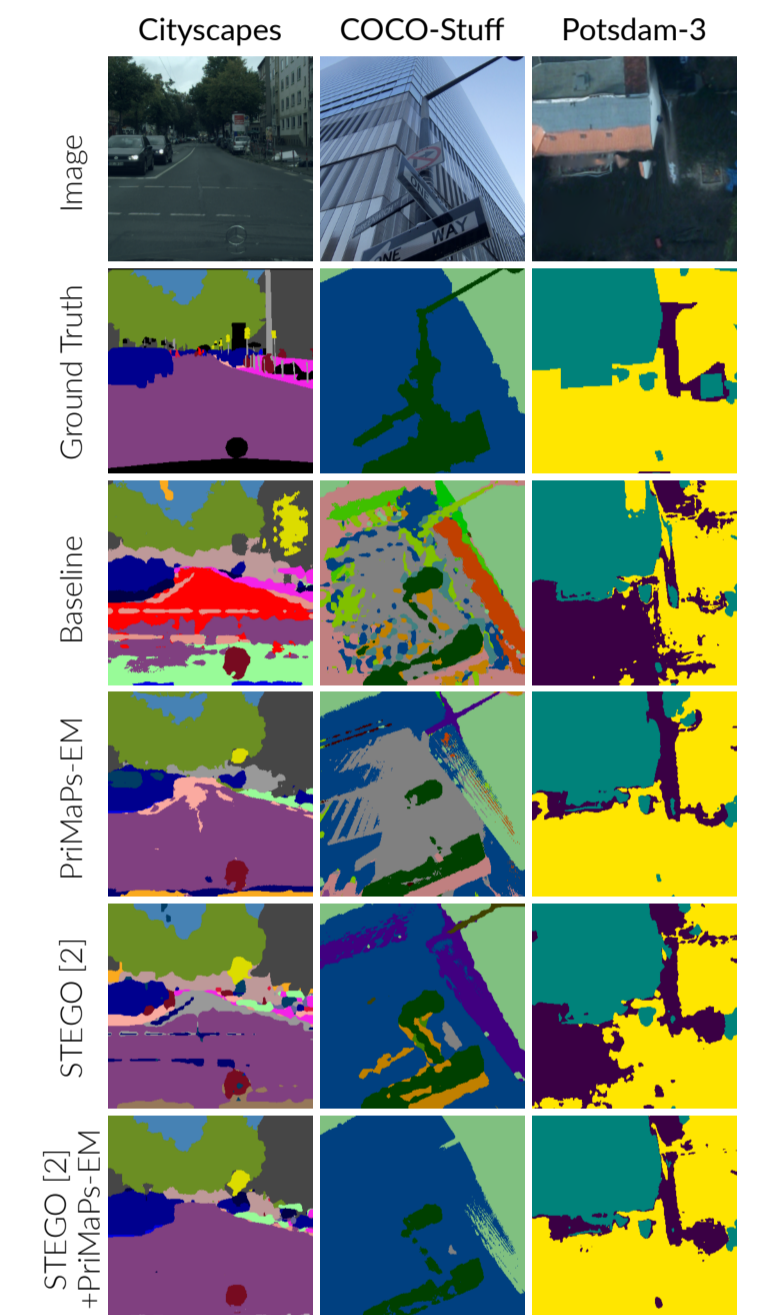 Cityscapes COCO-Stuff Potsdam-3
Image
ONE WAY
Ground Truth
Baseline
PriMaPs-EM
STEGO [2]
STEGO [2]
+PriMaPs-EM